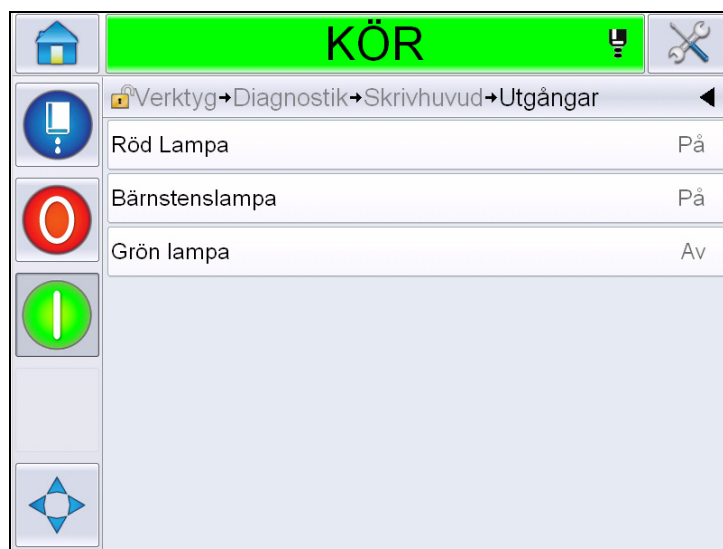 KÖR
Verktyg→Diagnostik→Skrivhuvud→Utgångar
Röd Lampa På
Bärnstenslampa På
Grön lampa Av